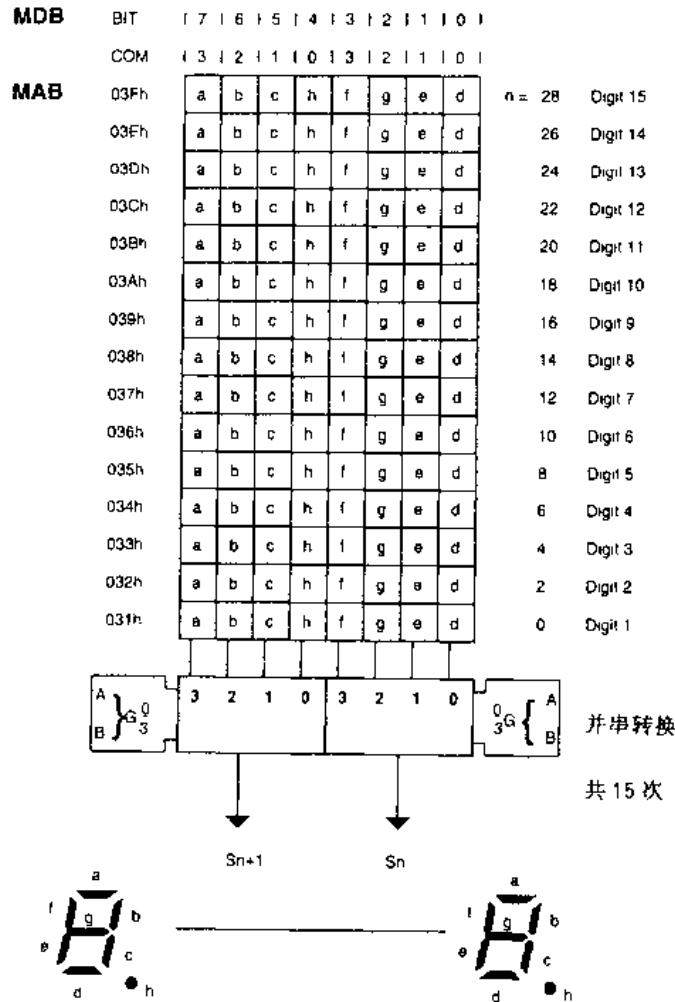 MDB BIT 7 6 5 4 3 2 1 0
COM 3 2 1 0 3 2 1 0
MAB 03Fh a b c h f g e d n = 28 Digit 15
03Eh a b c h f g e d 26 Digit 14
03Dh a b c h f g e d 24 Digit 13
03Ch a b c h f g e d 22 Digit 12
03Bh a b c h f g e d 20 Digit 11
03Ah a b c h f g e d 18 Digit 10
039h a b c h f g e d 16 Digit 9
038h a b c h f g e d 14 Digit 8
037h a b c h f g e d 12 Digit 7
036h a b c h f g e d 10 Digit 6
035h a b c h f g e d 8 Digit 5
034h a b c h f g e d 6 Digit 4
033h a b c h f g e d 4 Digit 3
032h a b c h f g e d 2 Digit 2
031h a b c h f g e d 0 Digit 1
A B } G 0 3 3 2 1 0 3 2 1 0 0 3 G { A B
并串转换
共 15 次
Sn+1 Sn
a a
f g b f g b
e c e c
d h d h